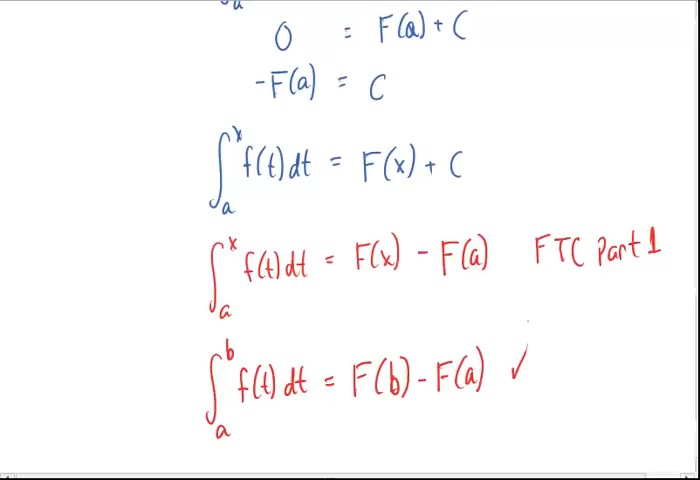 a
0 = F(a) + C
-F(a) = C
∫ₐˣ f(t) dt = F(x) + C
∫ₐˣ f(t) dt = F(x) - F(a) FTC Part 1
∫ₐᵇ f(t) dt = F(b) - F(a) ✓